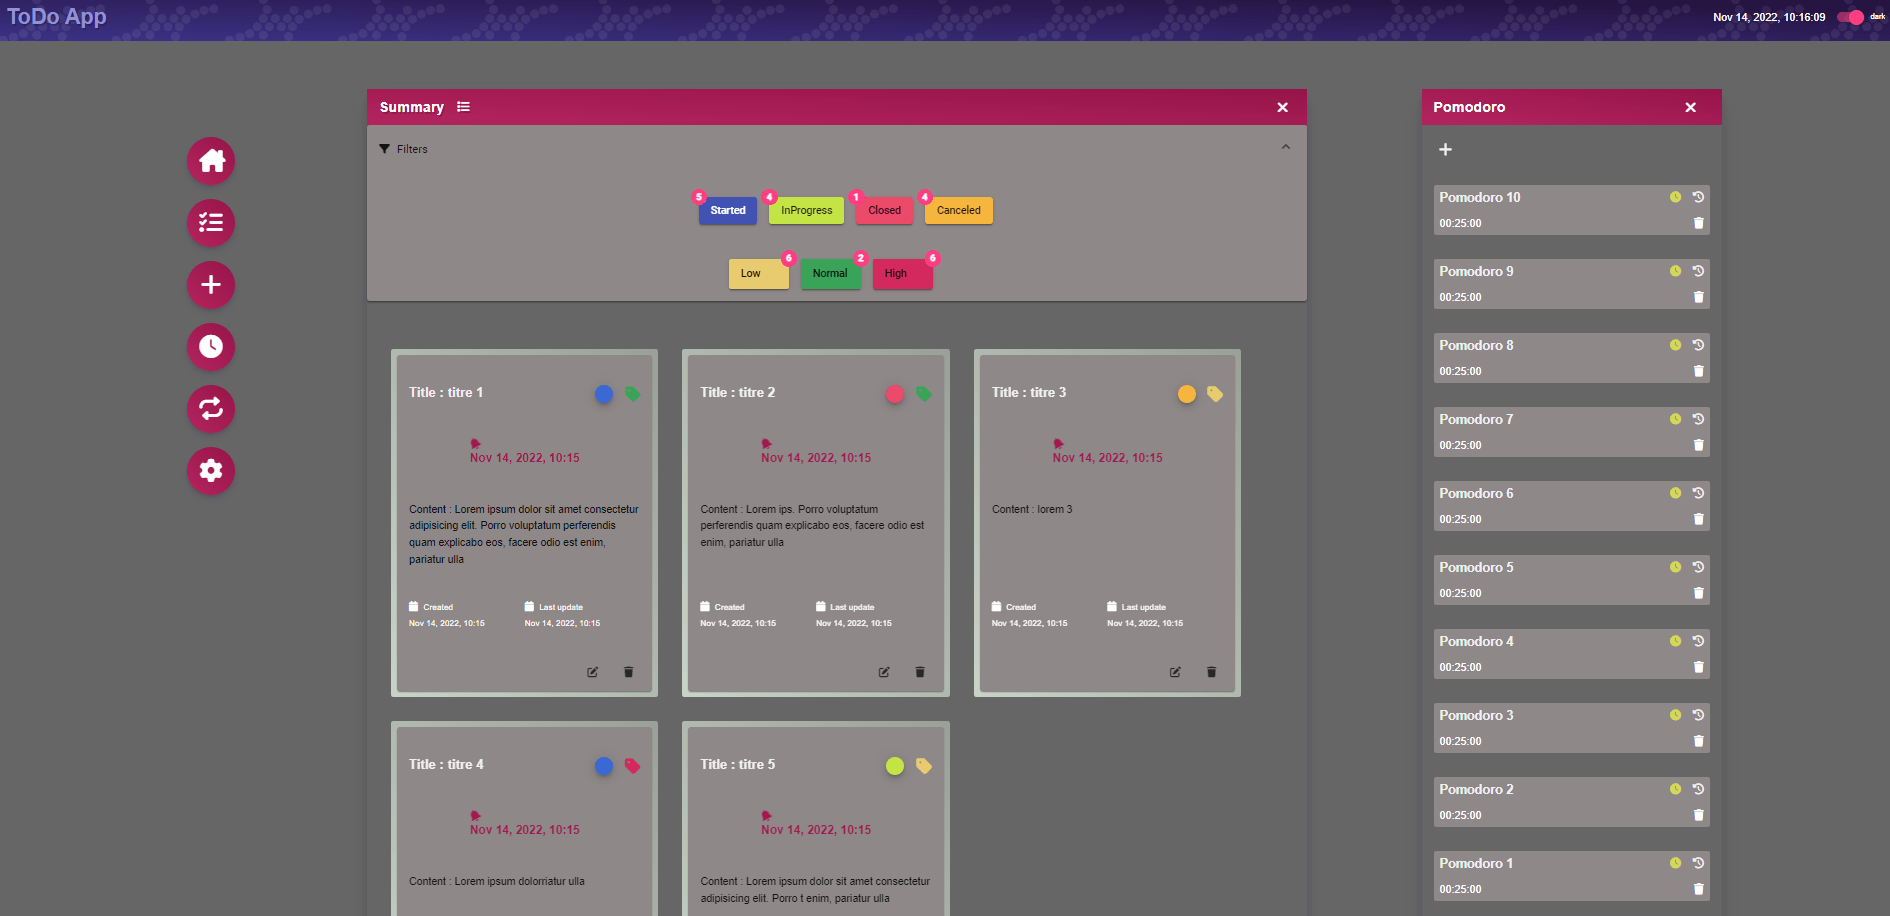 ToDo App
Nov 14, 2022, 10:16:09 dark
Summary
Filters
5 Started 4 InProgress 1 Closed 4 Canceled
Low 6 Normal 2 High 6
Title : titre 1
Nov 14, 2022, 10:15
Content : Lorem ipsum dolor sit amet consectetur
adipisicing elit. Porro voluptatum perferendis
quam explicabo eos, facere odio est enim,
pariatur ulla
Created Last update
Nov 14, 2022, 10:15 Nov 14, 2022, 10:15
Title : titre 2
Nov 14, 2022, 10:15
Content : Lorem ips. Porro voluptatum
perferendis quam explicabo eos, facere odio est
enim, pariatur ulla
Created Last update
Nov 14, 2022, 10:15 Nov 14, 2022, 10:15
Title : titre 3
Nov 14, 2022, 10:15
Content : lorem 3
Created Last update
Nov 14, 2022, 10:15 Nov 14, 2022, 10:15
Title : titre 4
Nov 14, 2022, 10:15
Content : Lorem ipsum dolorriatur ulla
Title : titre 5
Nov 14, 2022, 10:15
Content : Lorem ipsum dolor sit amet consectetur
adipisicing elit. Porro t enim, pariatur ulla
Pomodoro
Pomodoro 10
00:25:00
Pomodoro 9
00:25:00
Pomodoro 8
00:25:00
Pomodoro 7
00:25:00
Pomodoro 6
00:25:00
Pomodoro 5
00:25:00
Pomodoro 4
00:25:00
Pomodoro 3
00:25:00
Pomodoro 2
00:25:00
Pomodoro 1
00:25:00